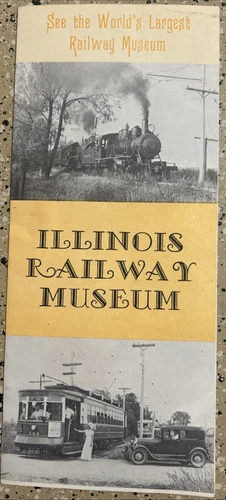 See the World's Largest
Railway Museum
ILLINOIS
RAILWAY
MUSEUM